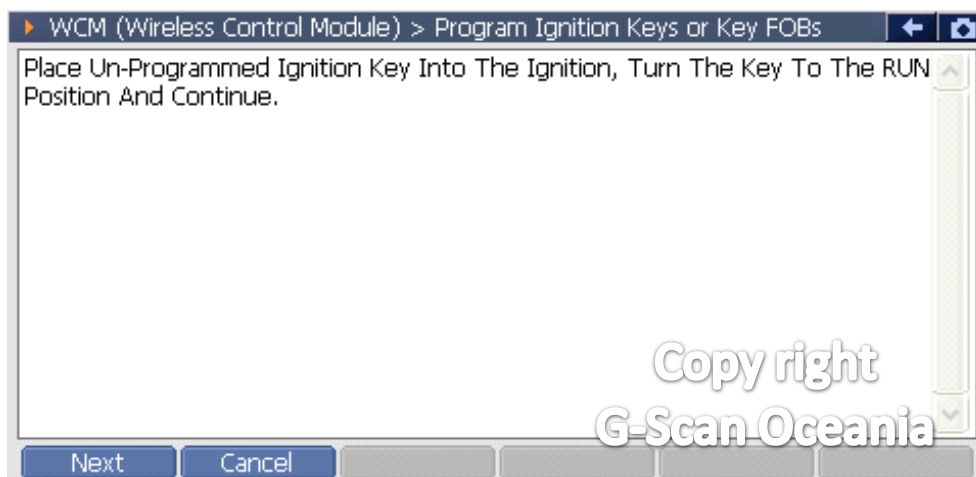 WCM (Wireless Control Module) > Program Ignition Keys or Key FOBs
Place Un-Programmed Ignition Key Into The Ignition, Turn The Key To The RUN
Position And Continue.
Copy right
G-Scan Oceania
Next Cancel